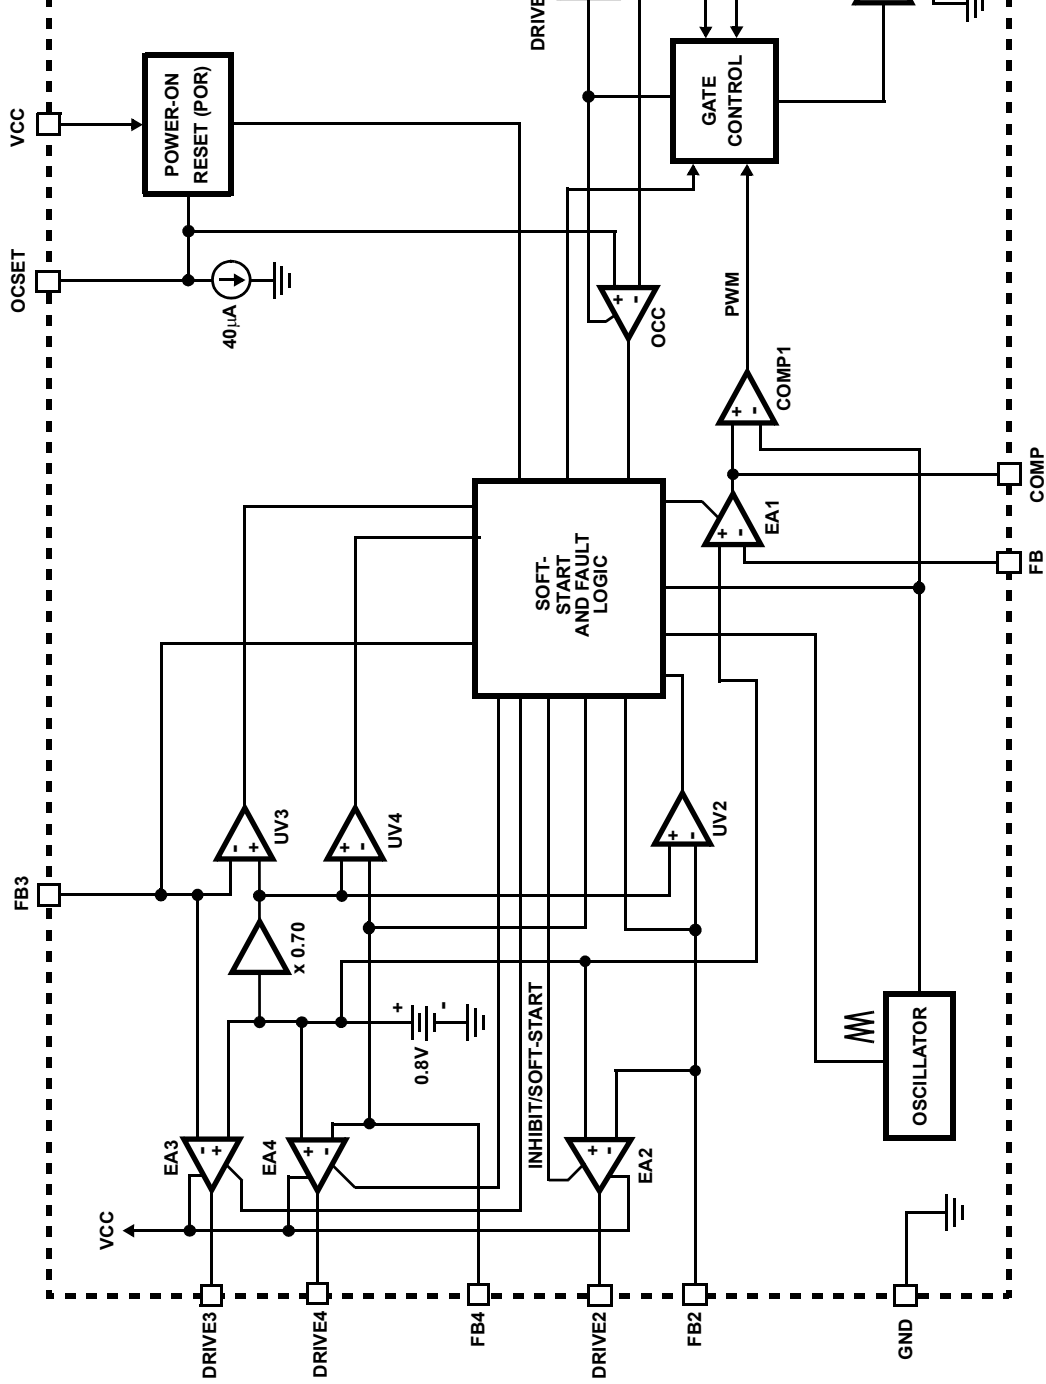 DRIVE
VCC
POWER-ON
RESET (POR)
GATE
CONTROL
OCSET
40μA
+
-
OCC
PWM
+
-
COMP1
COMP
SOFT-
START
AND FAULT
LOGIC
+
-
EA1
FB
-
+
UV3
+
-
UV4
+
-
UV2
FB3
x 0.70
+
-
0.8V
INHIBIT/SOFT-START
OSCILLATOR
EA3
-
+
EA4
+
-
+
-
EA2
VCC
DRIVE3
DRIVE4
FB4
DRIVE2
FB2
GND